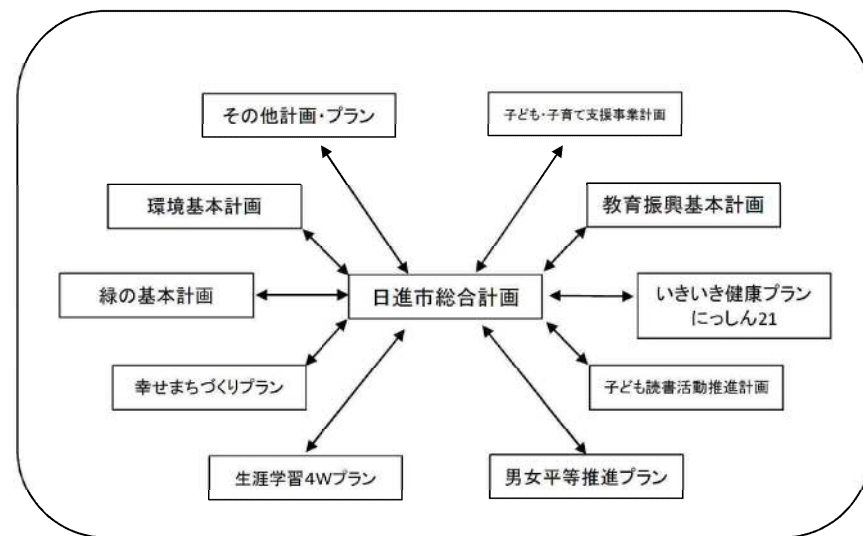 その他計画・プラン
子ども・子育て支援事業計画
環境基本計画
教育振興基本計画
緑の基本計画
日進市総合計画
いきいき健康プラン
にっしん21
幸せまちづくりプラン
子ども読書活動推進計画
生涯学習4Wプラン
男女平等推進プラン